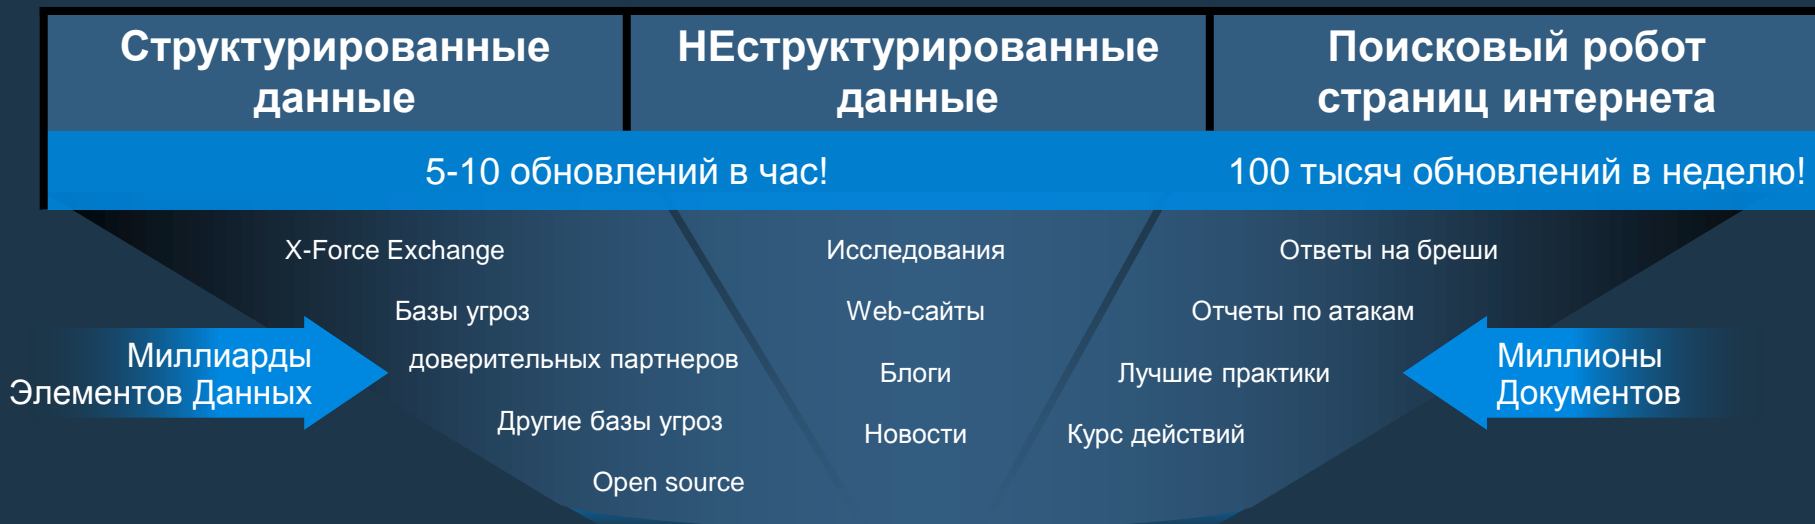 Структурированные
данные
НЕструктурированные
данные
Поисковый робот
страниц интернета
5-10 обновлений в час!
100 тысяч обновлений в неделю!
X-Force Exchange
Базы угроз
доверительных партнеров
Другие базы угроз
Open source
Исследования
Web-сайты
Блоги
Новости
Ответы на бреши
Отчеты по атакам
Лучшие практики
Курс действий
Миллиарды
Элементов Данных
Миллионы
Документов